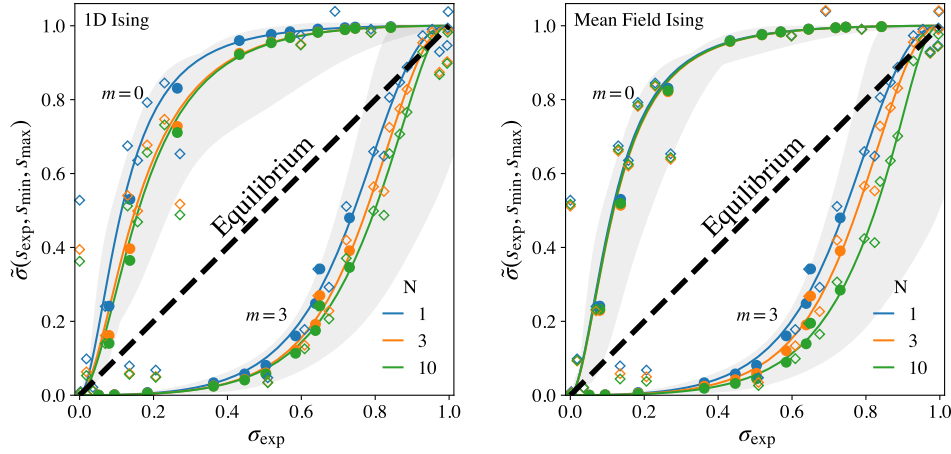 1D Ising
m=0
Equilibrium
m=3
N
1
3
10
0.0
0.2
0.4
0.6
0.8
1.0
0.0
0.2
0.4
0.6
0.8
1.0
σ̃(s_exp, s_min, s_max)
σ_exp
Mean Field Ising
m=0
Equilibrium
m=3
N
1
3
10
0.0
0.2
0.4
0.6
0.8
1.0
0.0
0.2
0.4
0.6
0.8
1.0
σ̃(s_exp, s_min, s_max)
σ_exp